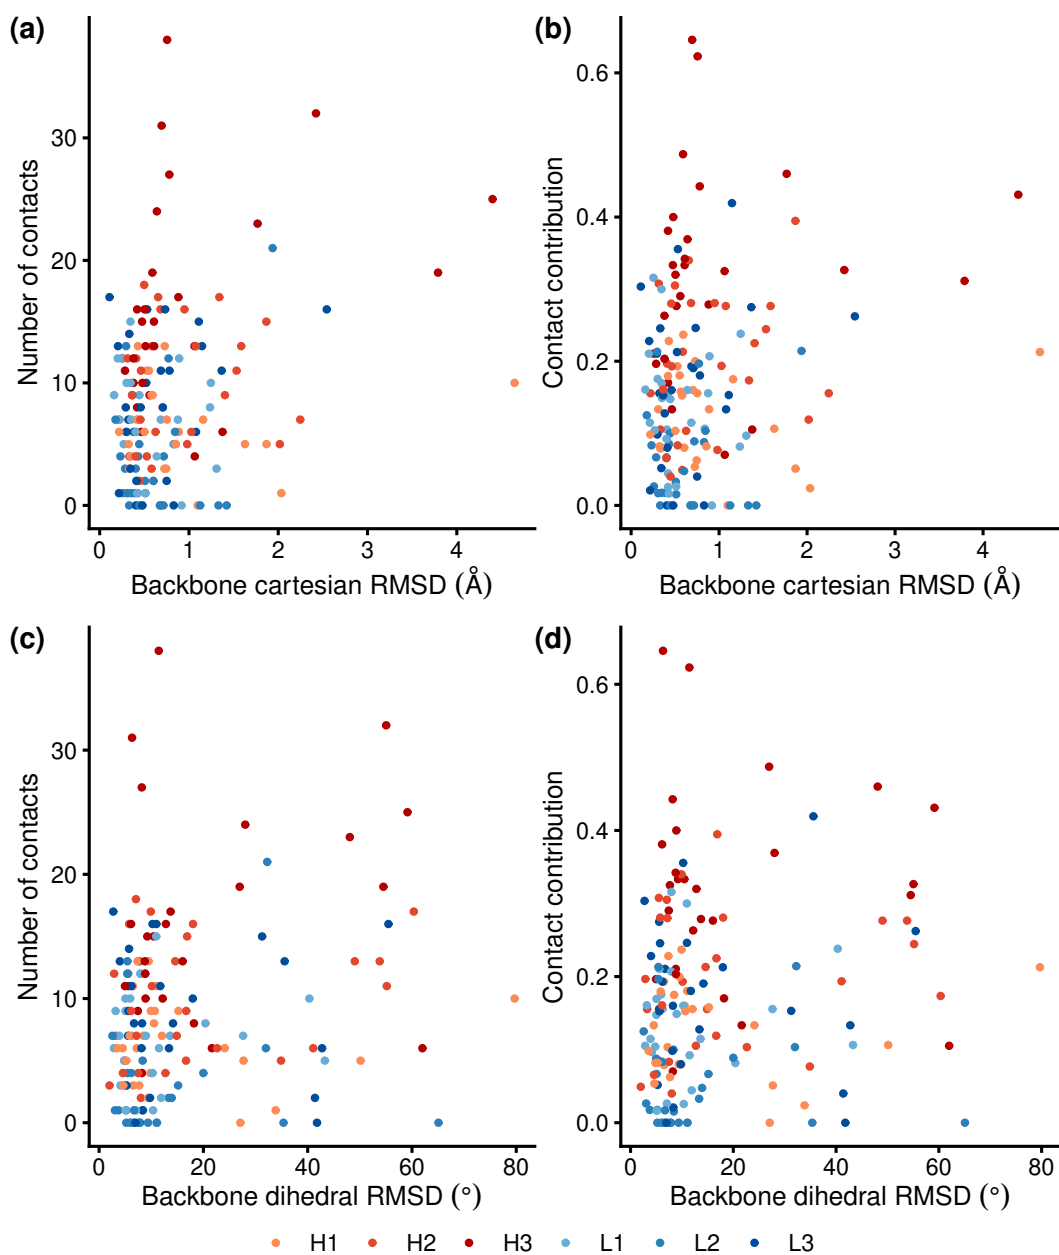 (a)
Number of contacts
30
20
10
0
0 1 2 3 4
Backbone cartesian RMSD (Å)
(b)
Contact contribution
0.6
0.4
0.2
0.0
0 1 2 3 4
Backbone cartesian RMSD (Å)
(c)
Number of contacts
30
20
10
0
0 20 40 60 80
Backbone dihedral RMSD (°)
(d)
Contact contribution
0.6
0.4
0.2
0.0
0 20 40 60 80
Backbone dihedral RMSD (°)
H1 H2 H3 L1 L2 L3